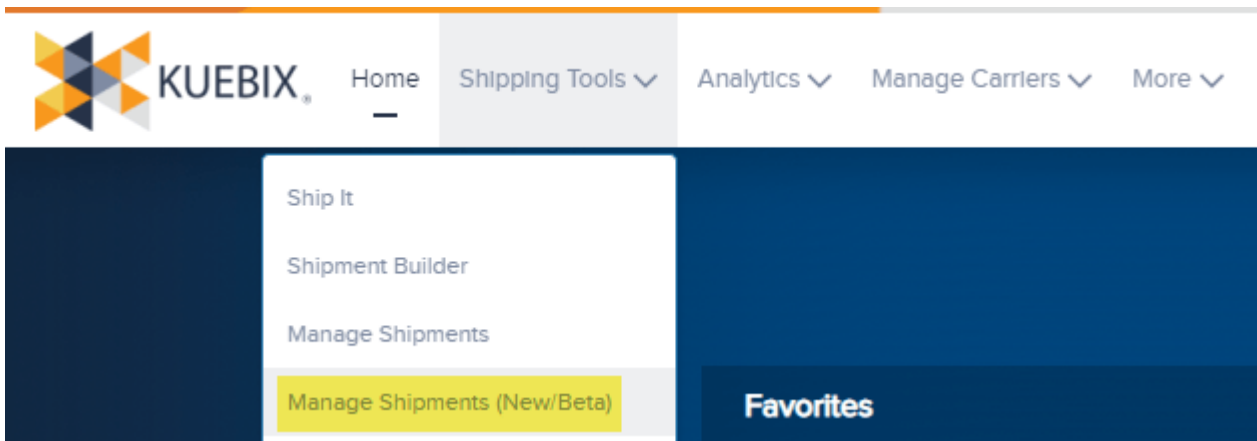 KUEBIX®
Home Shipping Tools Analytics Manage Carriers More
Ship It
Shipment Builder
Manage Shipments
Manage Shipments (New/Beta)
Favorites